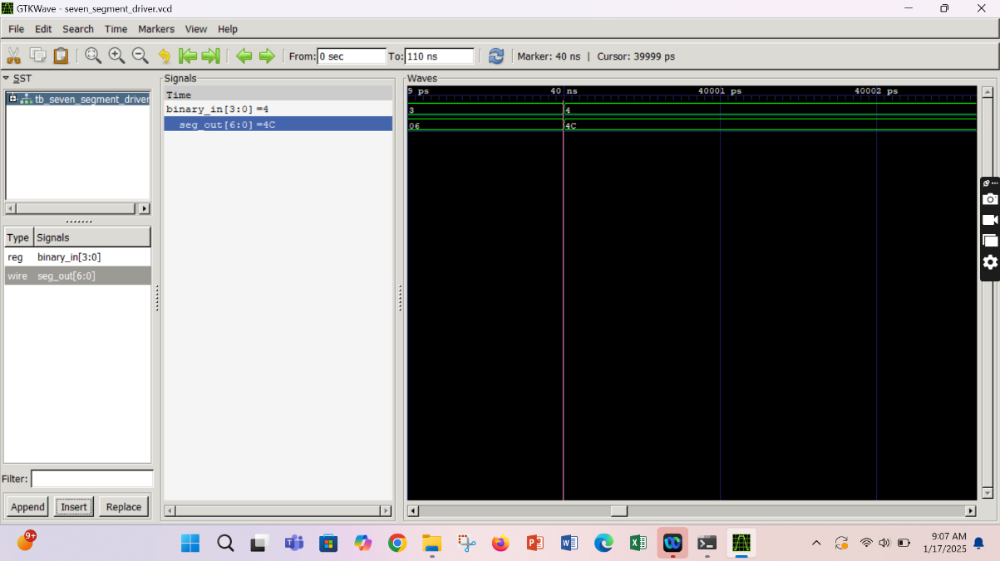 GTKWave - seven_segment_driver.vcd
File Edit Search Time Markers View Help
From: 0 sec To: 110 ns Marker: 40 ns | Cursor: 39999 ps
SST
tb_seven_segment_driver
Type Signals
reg binary_in[3:0]
wire seg_out[6:0]
Filter:
Append Insert Replace
Signals
Time
binary_in[3:0] =4
seg_out[6:0] =4C
Waves
9 ps 40 ns 40001 ps 40002 ps
3 4
06 4C
9+
9:07 AM
1/17/2025